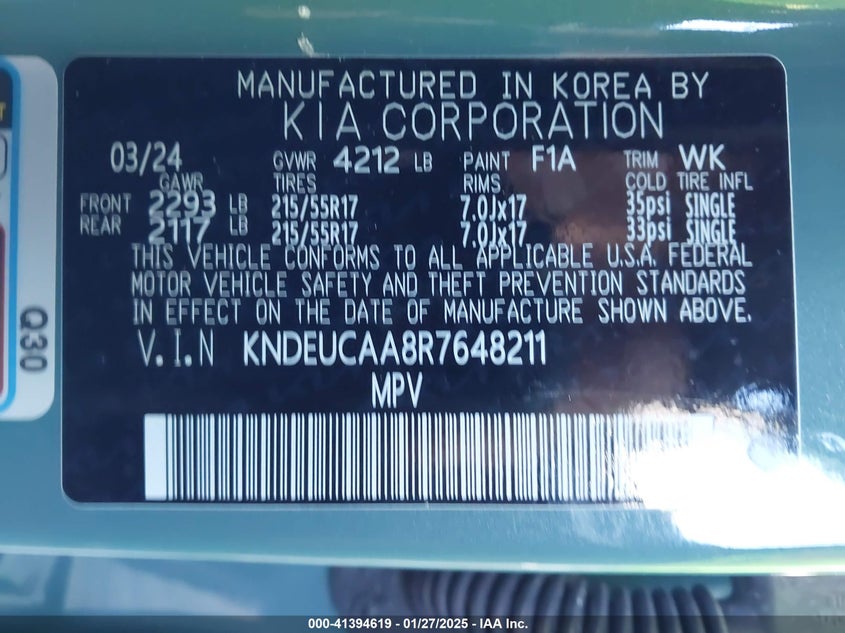 MANUFACTURED IN KOREA BY
KIA CORPORATION
03/24 GVWR 4212 LB PAINT F1A TRIM WK
GAWR TIRES RIMS COLD TIRE INFL
FRONT 2293 LB 215/55R17 7.0Jx17 35psi SINGLE
REAR 2117 LB 215/55R17 7.0Jx17 33psi SINGLE
THIS VEHICLE CONFORMS TO ALL APPLICABLE U.S.A. FEDERAL
MOTOR VEHICLE SAFETY AND THEFT PREVENTION STANDARDS
IN EFFECT ON THE DATE OF MANUFACTURE SHOWN ABOVE.
V.I.N KNDEUCAA8R7648211
MPV
Q30
000-41394619 — 01/27/2025 — IAA Inc.